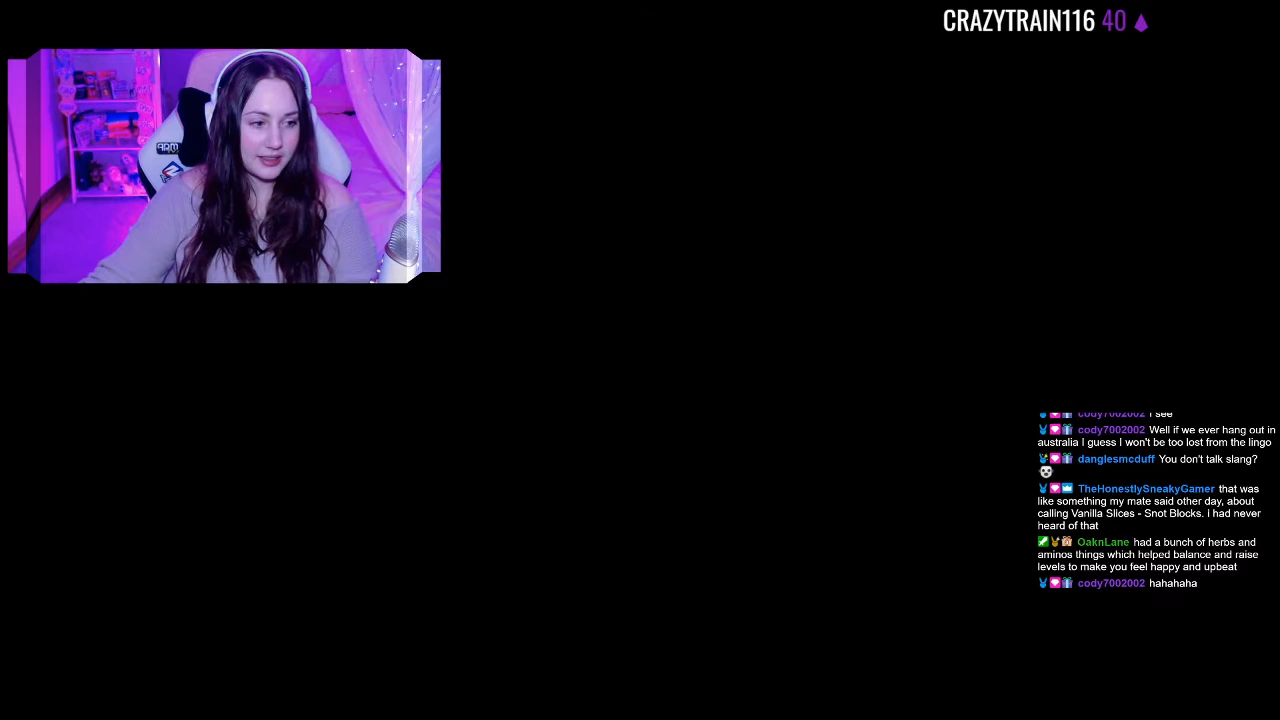 CRAZYTRAIN116 40
cody7002002 I see
cody7002002 Well if we ever hang out in
australia I guess I won't be too lost from the lingo
danglesmcduff You don't talk slang?
TheHonestlySneakyGamer that was
like something my mate said other day, about
calling Vanilla Slices - Snot Blocks. i had never
heard of that
OaknLane had a bunch of herbs and
aminos things which helped balance and raise
levels to make you feel happy and upbeat
cody7002002 hahahaha